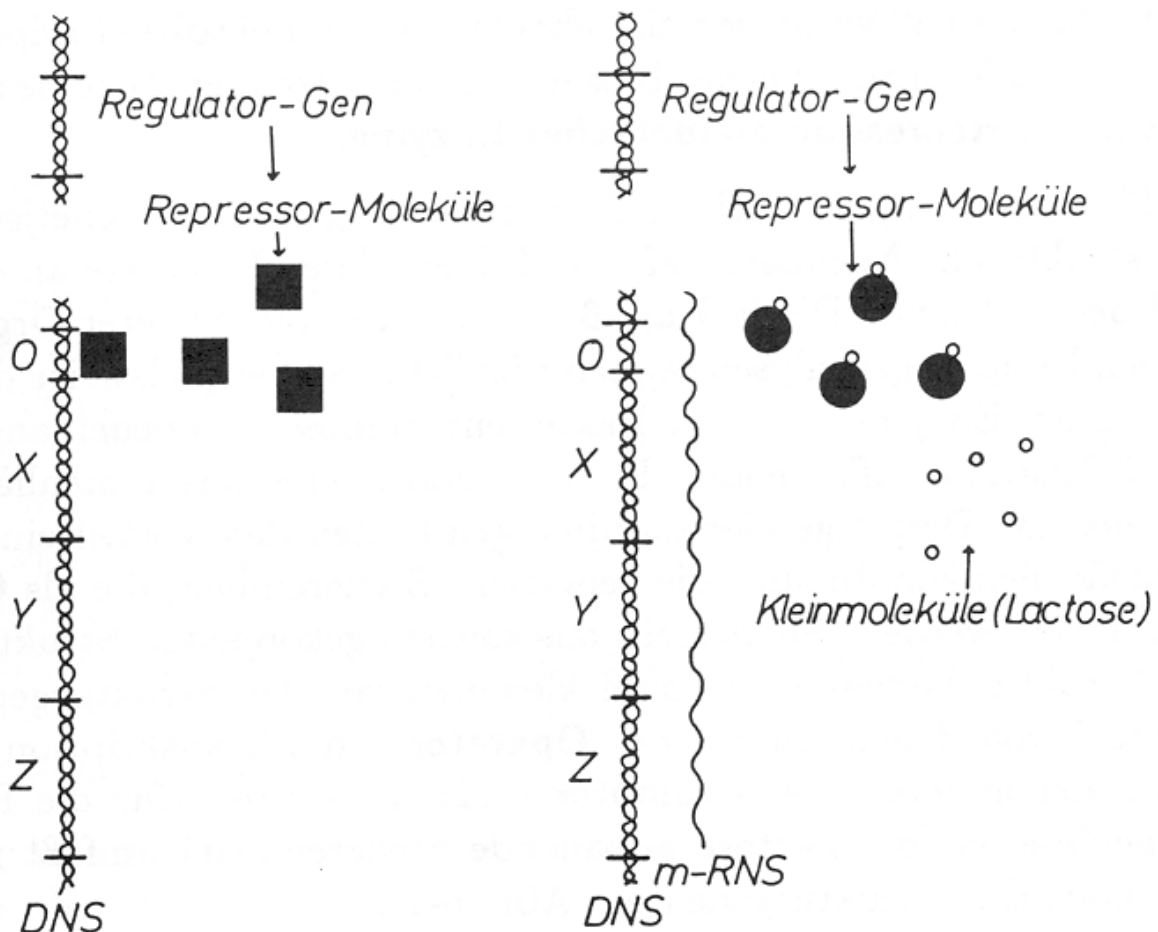 Regulator-Gen
Repressor-Moleküle
O
X
Y
Z
DNS
Regulator-Gen
Repressor-Moleküle
O
X
Y
Kleinmoleküle (Lactose)
Z
m-RNS
DNS